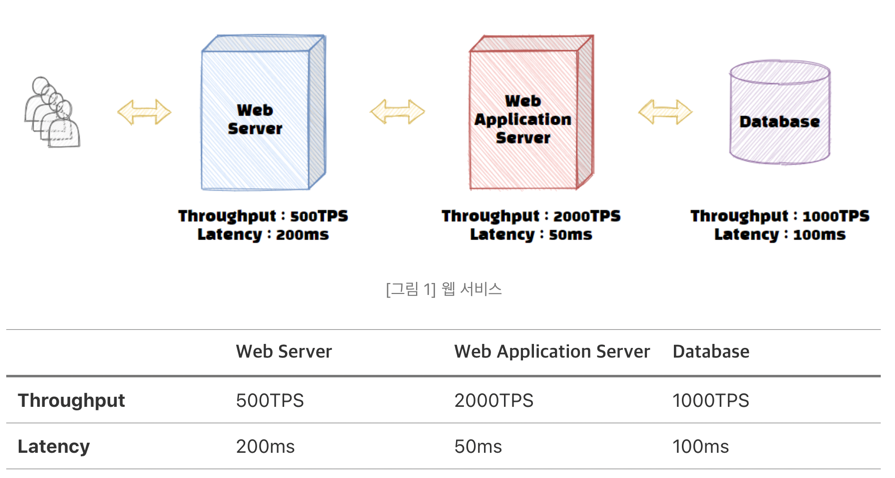 Web
Server
Web
Application
Server
Database
Throughput : 500TPS
Latency : 200ms
Throughput : 2000TPS
Latency : 50ms
Throughput : 1000TPS
Latency : 100ms
[그림 1] 웹 서비스
Web Server Web Application Server Database
Throughput 500TPS 2000TPS 1000TPS
Latency 200ms 50ms 100ms